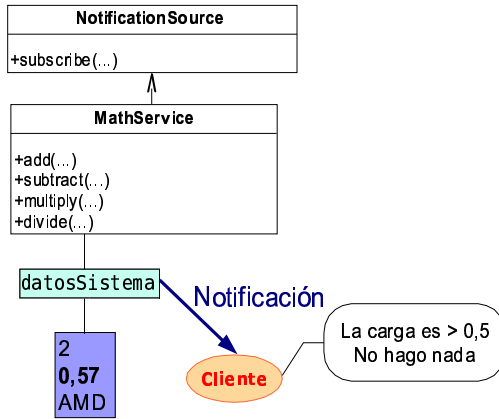 NotificationSource
+subscribe(...)
MathService
+add(...)
+subtract(...)
+multiply(...)
+divide(...)
datosSistema
Notificación
La carga es > 0,5
No hago nada
2
0,57
AMD
Cliente